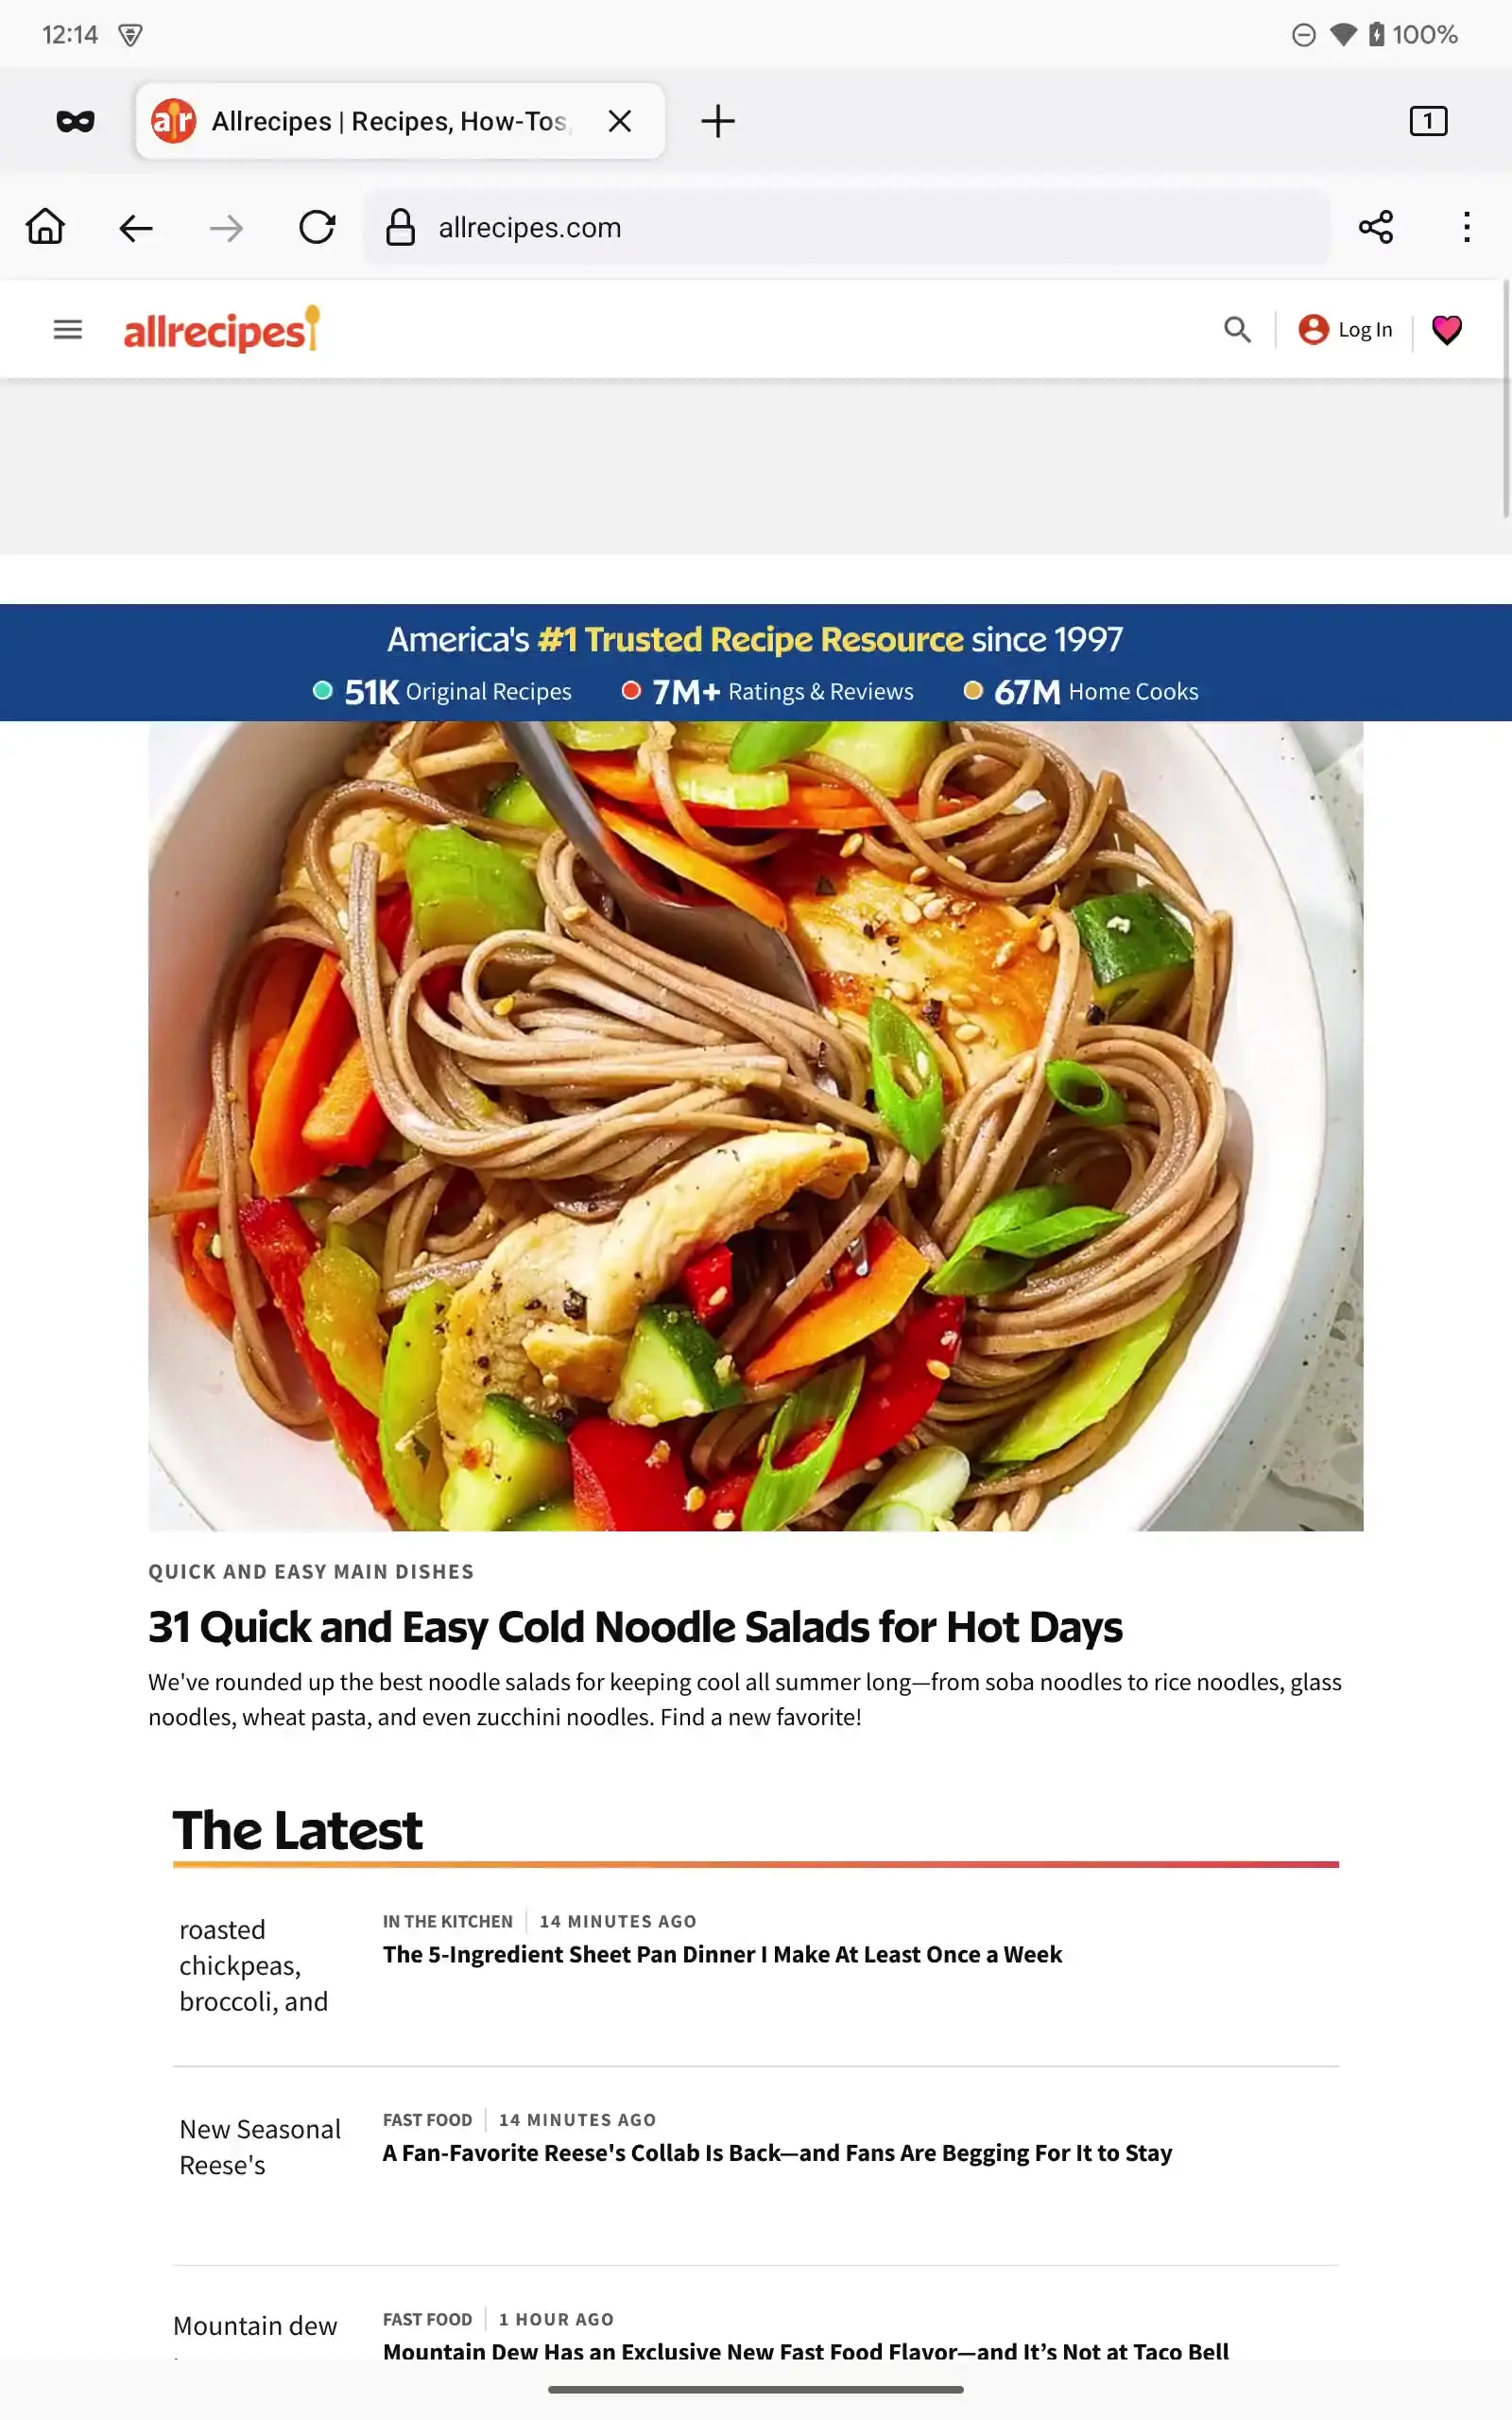 12:14
100%
ar
Allrecipes | Recipes, How-Tos,
1
allrecipes.com
allrecipes
Log In
America's #1 Trusted Recipe Resource since 1997
51K Original Recipes 7M+ Ratings & Reviews 67M Home Cooks
QUICK AND EASY MAIN DISHES
31 Quick and Easy Cold Noodle Salads for Hot Days
We've rounded up the best noodle salads for keeping cool all summer long—from soba noodles to rice noodles, glass
noodles, wheat pasta, and even zucchini noodles. Find a new favorite!
The Latest
roasted
chickpeas,
broccoli, and
IN THE KITCHEN 14 MINUTES AGO
The 5-Ingredient Sheet Pan Dinner I Make At Least Once a Week
New Seasonal
Reese's
FAST FOOD 14 MINUTES AGO
A Fan-Favorite Reese's Collab Is Back—and Fans Are Begging For It to Stay
Mountain dew
FAST FOOD 1 HOUR AGO
Mountain Dew Has an Exclusive New Fast Food Flavor—and It’s Not at Taco Bell